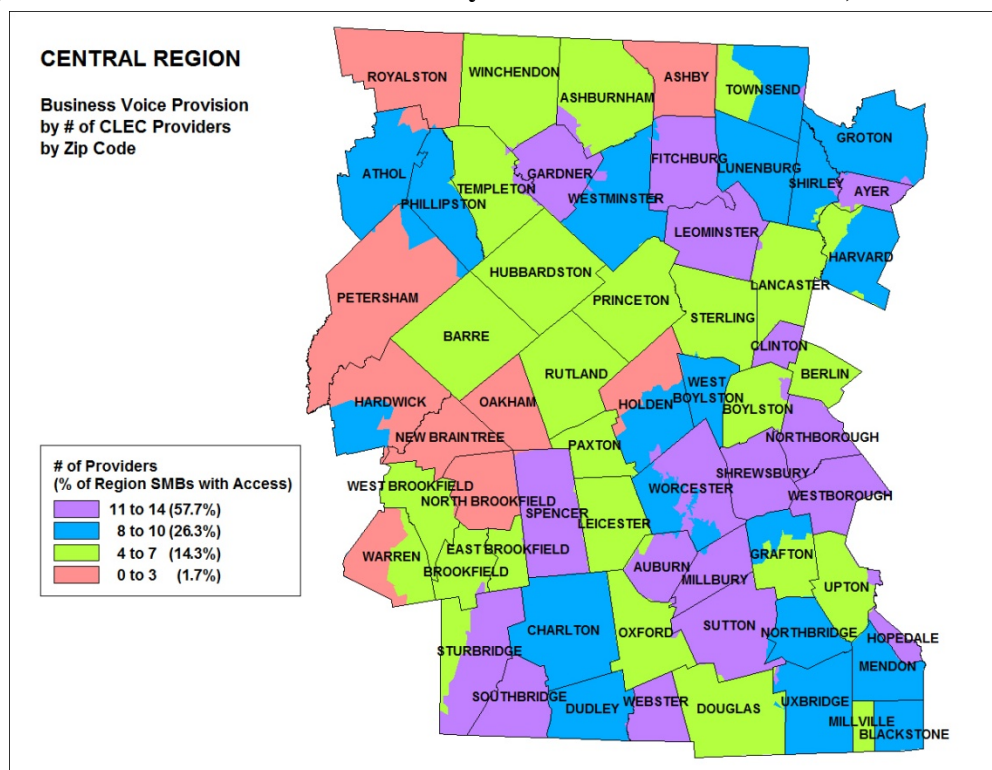 CENTRAL REGION
Business Voice Provision
by # of CLEC Providers
by Zip Code
ROYALSTON
WINCHENDON
ASHBURNHAM
ASHBY
TOWNSEND
GROTON
ATHOL
PHILLIPSTON
TEMPLETON
GARDNER
WESTMINSTER
FITCHBURG
LUNENBURG
SHIRLEY
AYER
LEOMINSTER
HARVARD
PETERSHAM
HUBBARDSTON
PRINCETON
LANCASTER
STERLING
BARRE
CLINTON
RUTLAND
BERLIN
HARDWICK
OAKHAM
HOLDEN
WEST
BOYLSTON
BOYLSTON
NEW BRAINTREE
PAXTON
NORTHBOROUGH
SHREWSBURY
WEST BROOKFIELD
NORTH BROOKFIELD
SPENCER
LEICESTER
WORCESTER
WESTBOROUGH
WARREN
EAST BROOKFIELD
BROOKFIELD
AUBURN
MILLBURY
GRAFTON
UPTON
STURBRIDGE
CHARLTON
OXFORD
SUTTON
NORTHBRIDGE
HOPEDALE
MENDON
SOUTHBRIDGE
DUDLEY
WEBSTER
DOUGLAS
UXBRIDGE
MILLVILLE
BLACKSTONE
# of Providers
(% of Region SMBs with Access)
11 to 14 (57.7%)
8 to 10 (26.3%)
4 to 7 (14.3%)
0 to 3 (1.7%)